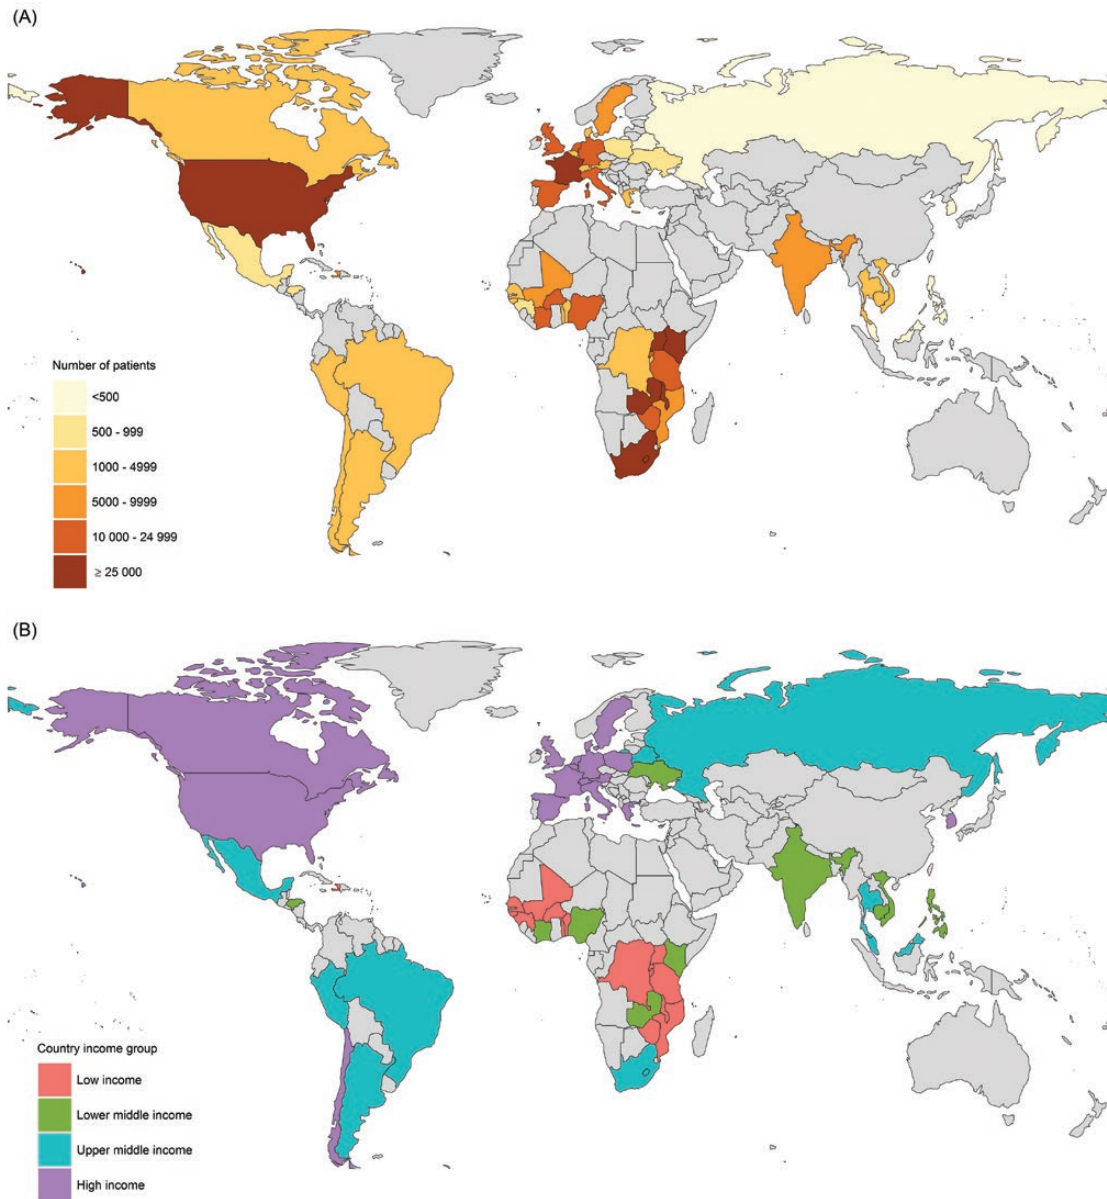 (A)
Number of patients
<500
500 - 999
1000 - 4999
5000 - 9999
10 000 - 24 999
≥ 25 000
(B)
Country income group
Low income
Lower middle income
Upper middle income
High income